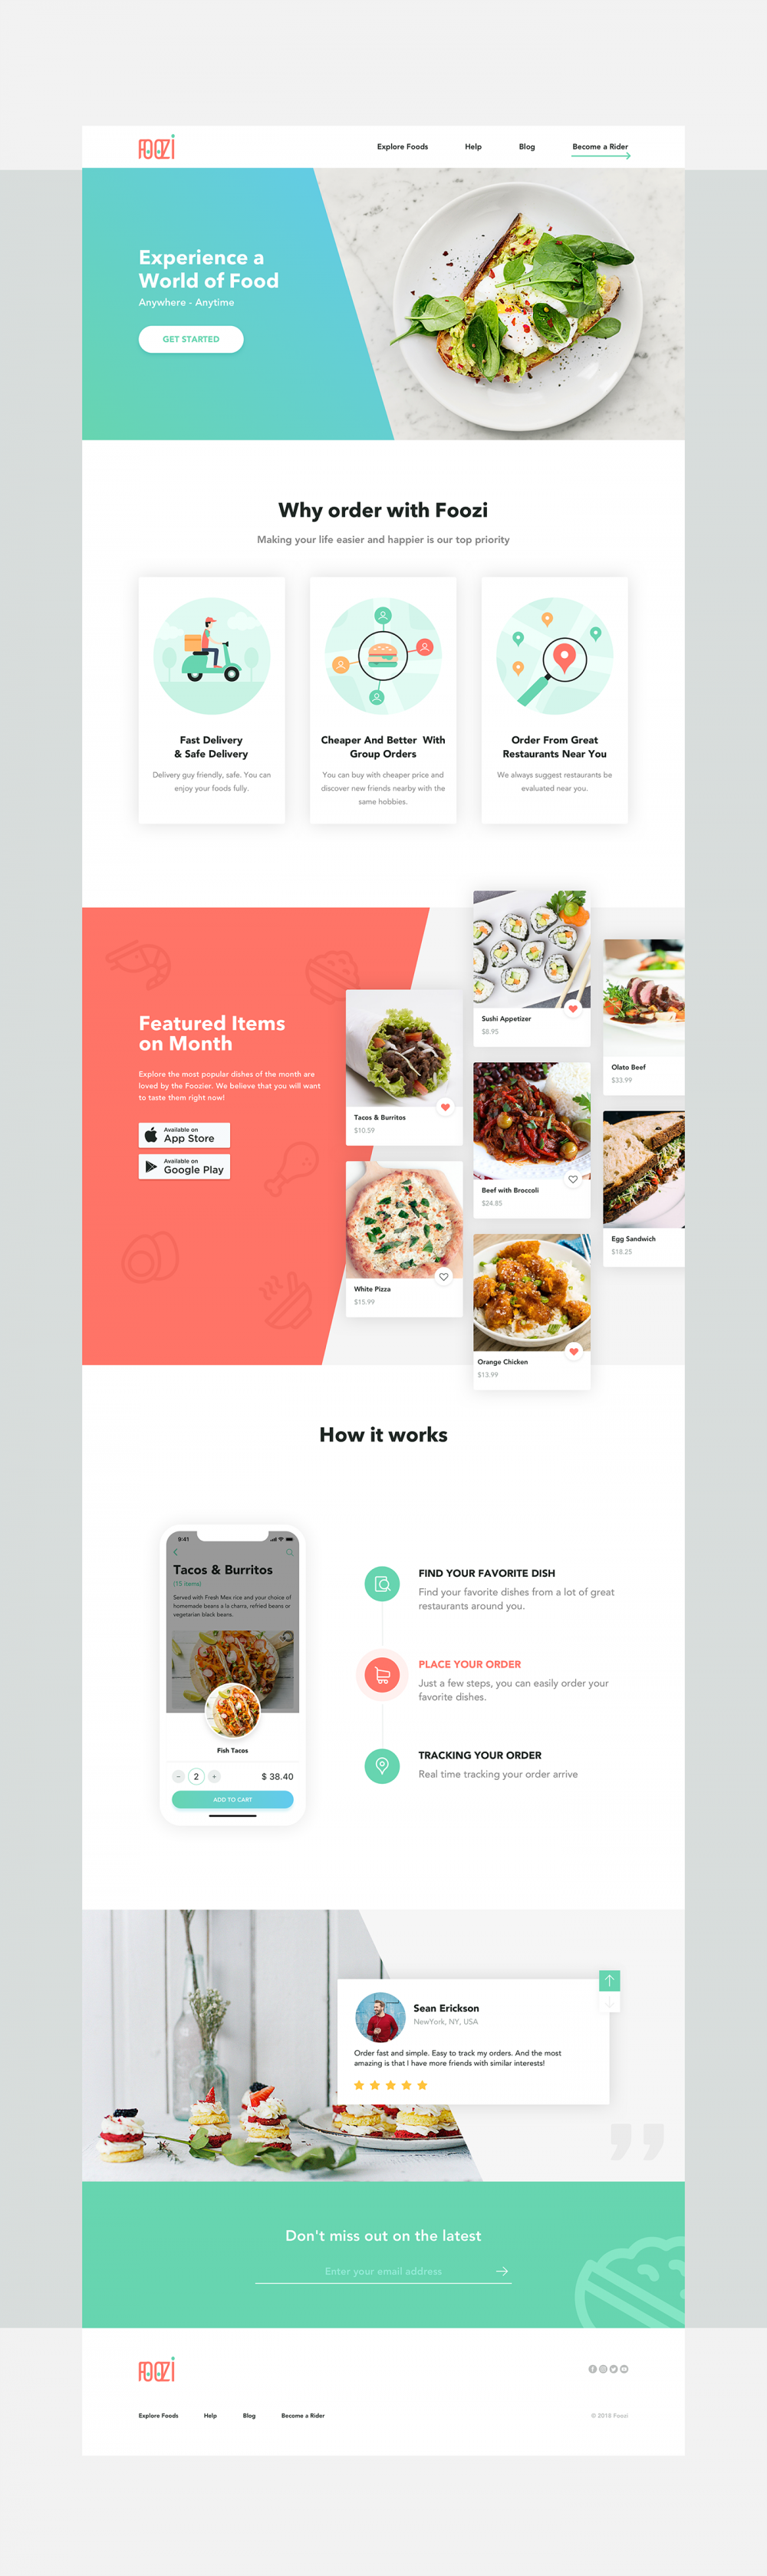 FOOZI
Explore Foods
Help
Blog
Become a Rider
Experience a
World of Food
Anywhere - Anytime
GET STARTED
Why order with Foozi
Making your life easier and happier is our top priority
Fast Delivery
& Safe Delivery
Delivery guy friendly, safe. You can
enjoy your foods fully.
Cheaper And Better With
Group Orders
You can buy with cheaper price and
discover new friends nearby with the
same hobbies.
Order From Great
Restaurants Near You
We always suggest restaurants be
evaluated near you.
Featured Items
on Month
Explore the most popular dishes of the month are
loved by the Foozier. We believe that you will want
to taste them right now!
Available on
App Store
Available on
Google Play
Tacos & Burritos
$10.59
White Pizza
$15.99
Sushi Appetizer
$8.95
Beef with Broccoli
$24.85
Orange Chicken
$13.99
Olato Beef
$33.99
Egg Sandwich
$18.25
How it works
9:41
Tacos & Burritos
(15 items)
Served with Fresh Mex rice and your choice of
homemade beans a la charra, refried beans or
vegetarian black beans.
Fish Tacos
- 2 +
$ 38.40
ADD TO CART
FIND YOUR FAVORITE DISH
Find your favorite dishes from a lot of great
restaurants around you.
PLACE YOUR ORDER
Just a few steps, you can easily order your
favorite dishes.
TRACKING YOUR ORDER
Real time tracking your order arrive
Sean Erickson
NewYork, NY, USA
Order fast and simple. Easy to track my orders. And the most
amazing is that I have more friends with similar interests!
Don't miss out on the latest
Enter your email address
FOOZI
Explore Foods
Help
Blog
Become a Rider
© 2018 Foozi